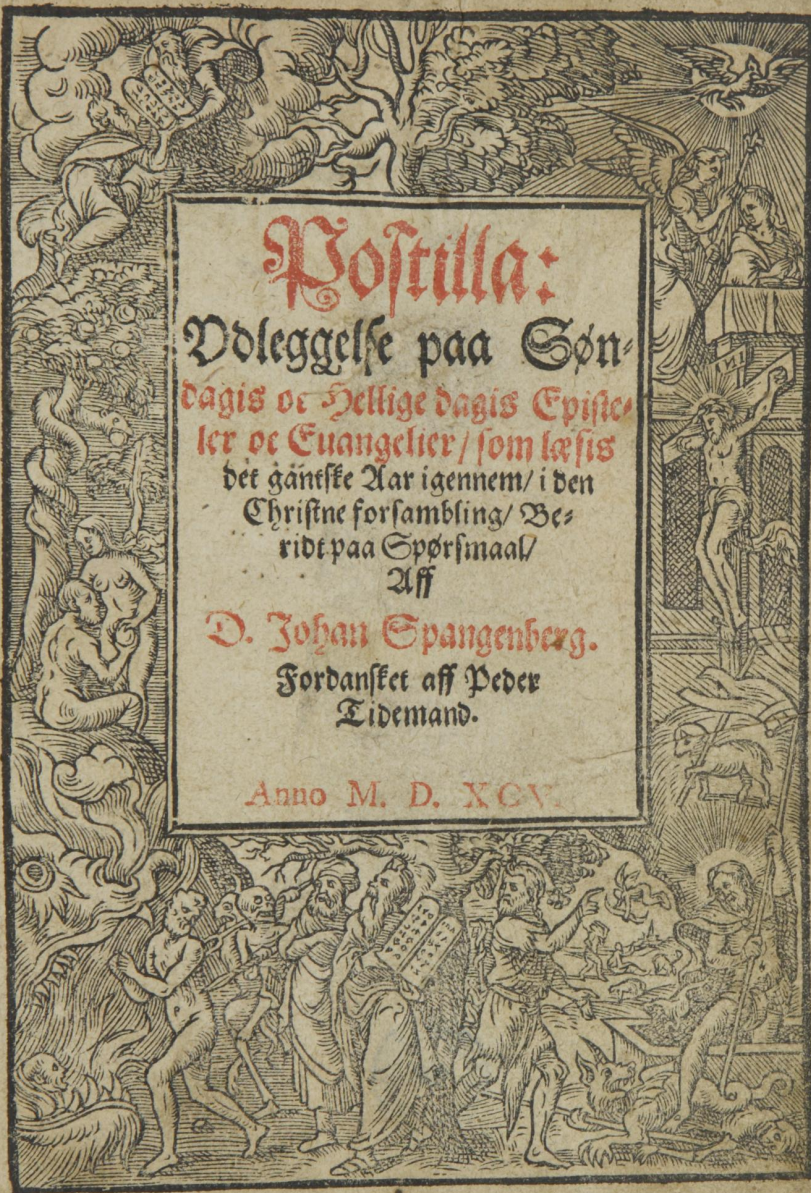 Postilla:
Vdleggelse paa Søn-
dagis oc Hellige dagis Episte-
ler oc Euangelier/ som læsis
det gantske Aar igennem/ i den
Christne forsambling/ Be-
ridt paa Spørsmaal/
Aff
D. Johan Spangenberg.
Fordansket aff Peder
Tidemand.
Anno M. D. XCV.
INRI